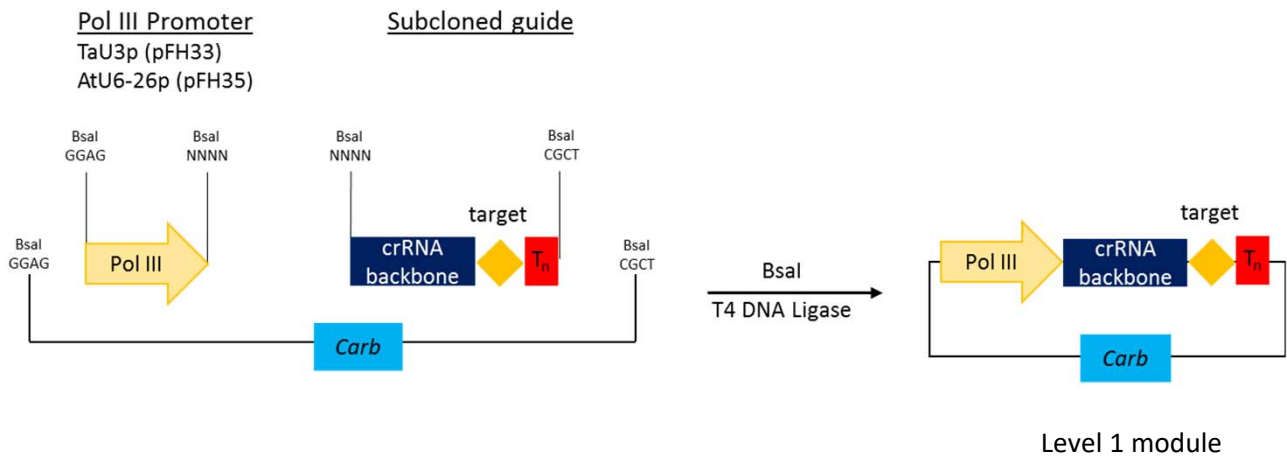 Pol III Promoter
TaU3p (pFH33)
AtU6-26p (pFH35)
Subcloned guide
BsaI
GGAG
BsaI
NNNN
BsaI
NNNN
BsaI
CGCT
BsaI
GGAG
Pol III
crRNA
backbone
target
Tn
BsaI
CGCT
Carb
BsaI
T4 DNA Ligase
Pol III
crRNA
backbone
target
Tn
Carb
Level 1 module